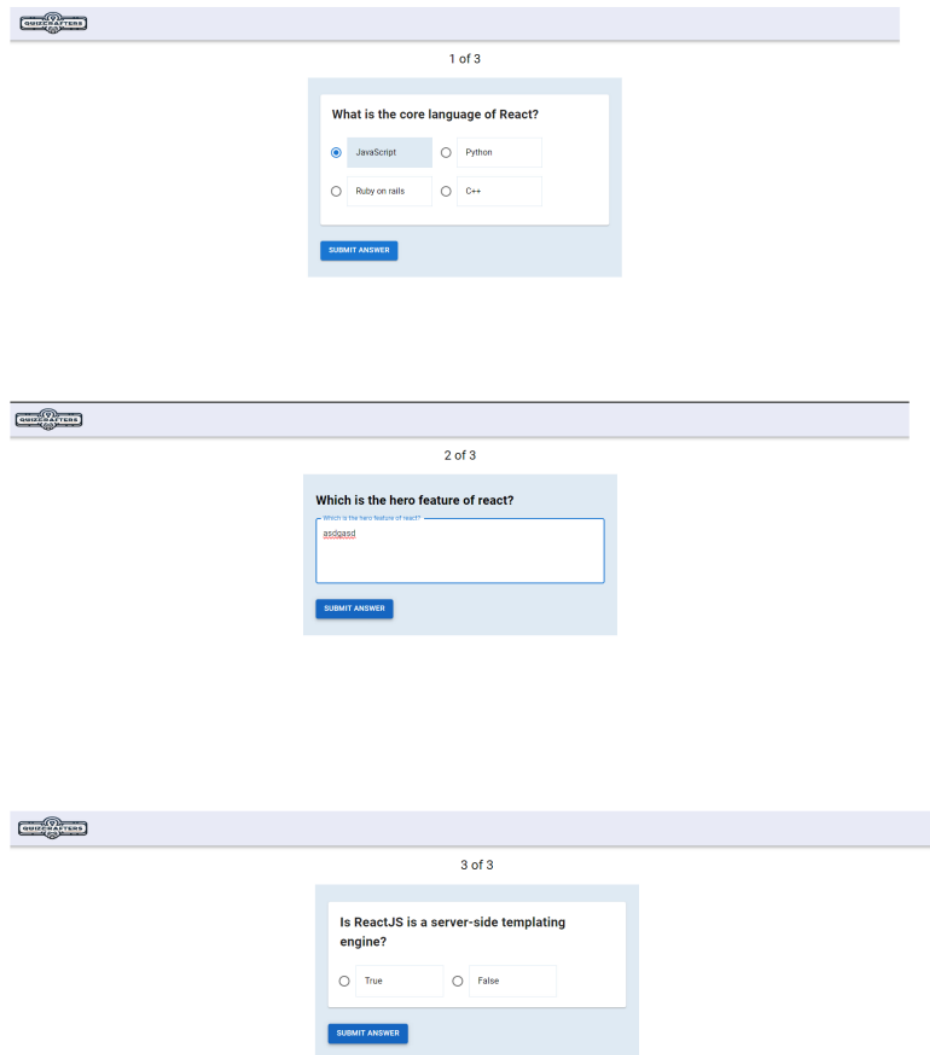 QUIZCRAFTERS
1 of 3
What is the core language of React?
JavaScript
Python
Ruby on rails
C++
SUBMIT ANSWER
QUIZCRAFTERS
2 of 3
Which is the hero feature of react?
Which is the hero feature of react?
asdgasd
SUBMIT ANSWER
QUIZCRAFTERS
3 of 3
Is ReactJS is a server-side templating
engine?
True
False
SUBMIT ANSWER